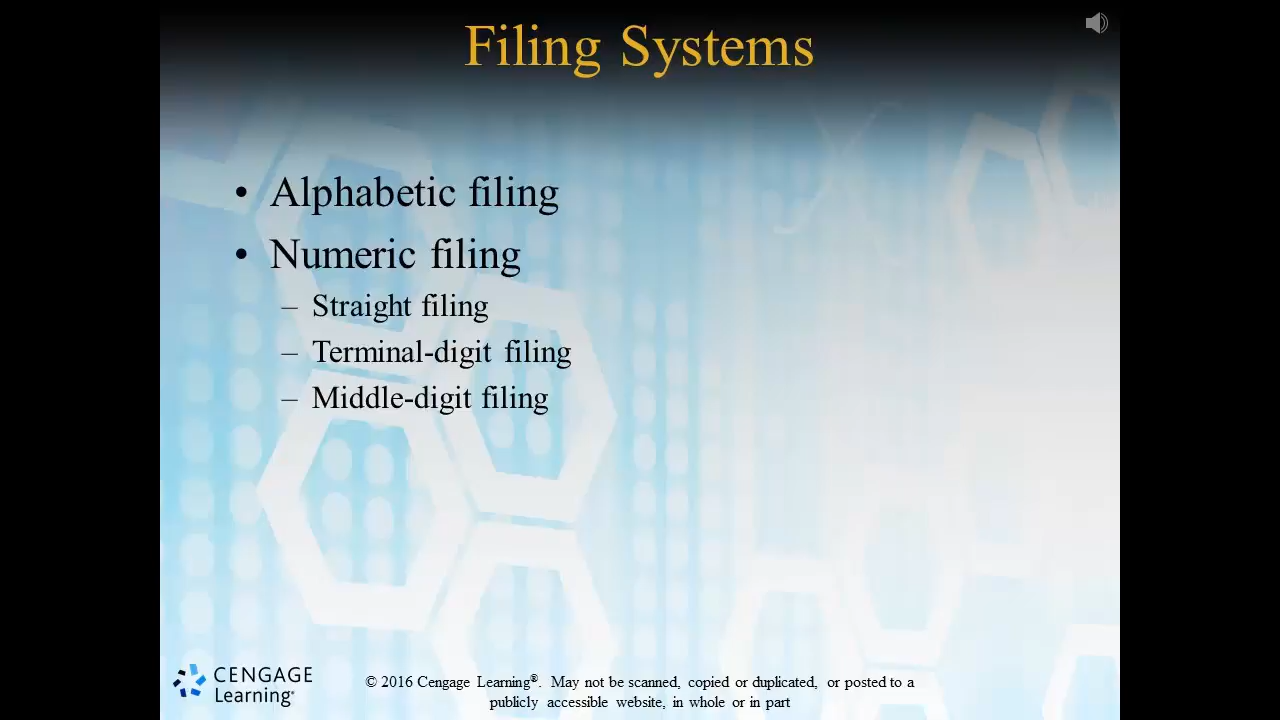 Filing Systems
• Alphabetic filing
• Numeric filing
– Straight filing
– Terminal-digit filing
– Middle-digit filing
CENGAGE
Learning®
© 2016 Cengage Learning®. May not be scanned, copied or duplicated, or posted to a
publicly accessible website, in whole or in part